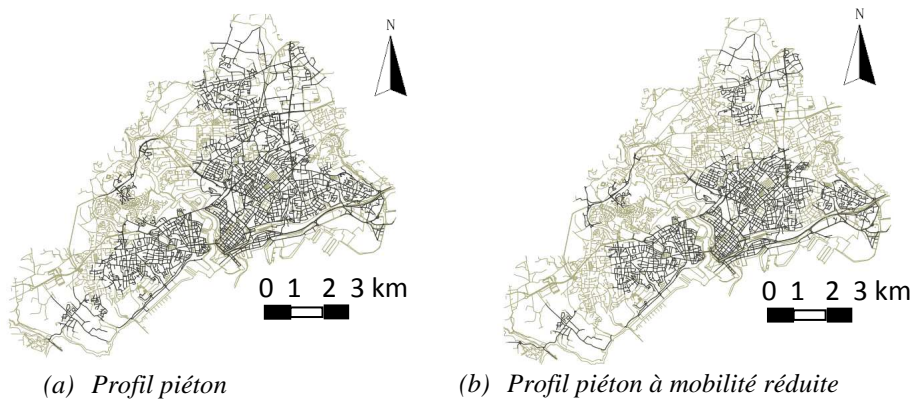 N
N
0 1 2 3 km
0 1 2 3 km
(a) Profil piéton
(b) Profil piéton à mobilité réduite